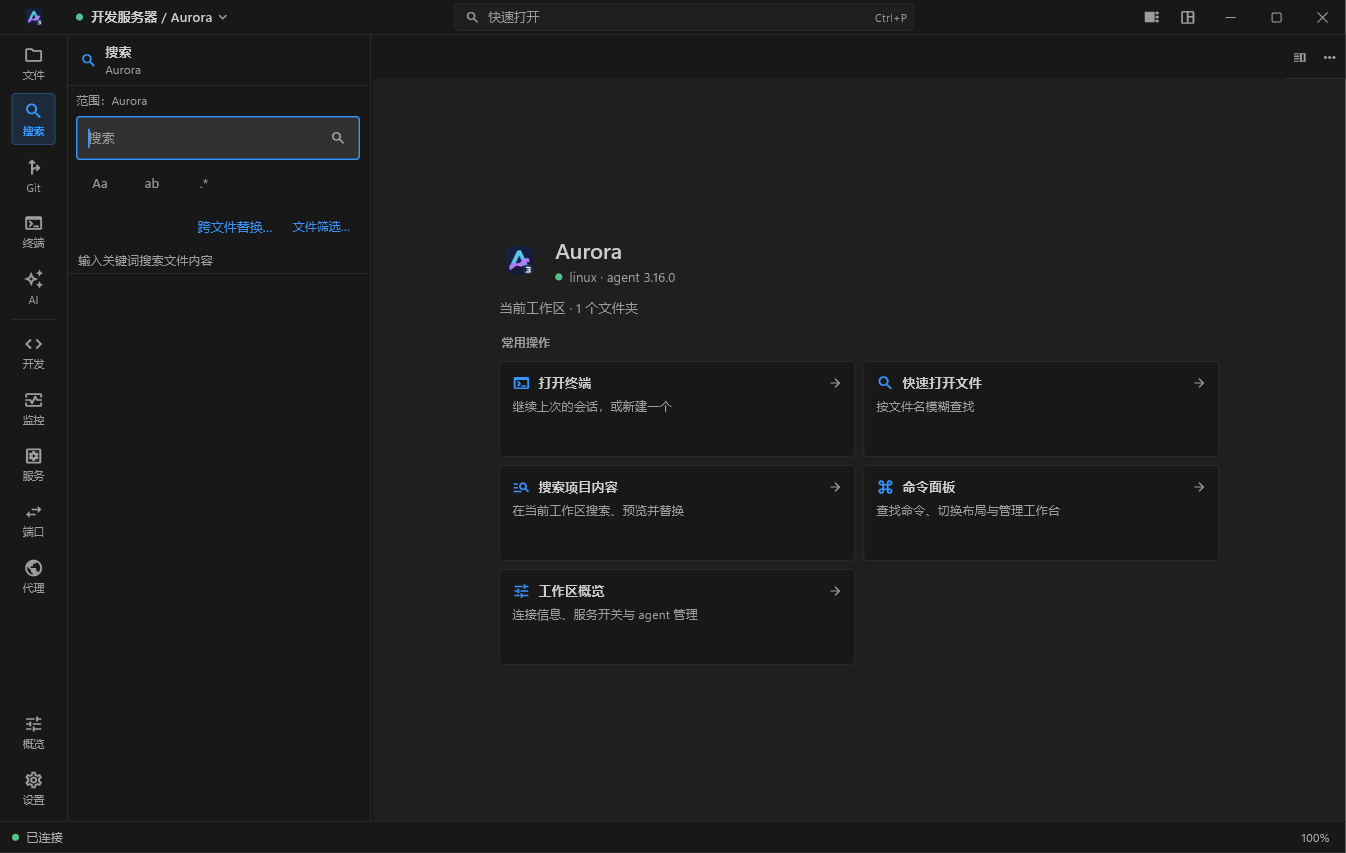 开发服务器 / Aurora
快速打开 Ctrl+P
文件
搜索
Git
终端
AI
开发
监控
服务
端口
代理
概览
设置
搜索
Aurora
范围: Aurora
搜索
Aa ab .*
跨文件替换... 文件筛选...
输入关键词搜索文件内容
3
Aurora
linux · agent 3.16.0
当前工作区 · 1 个文件夹
常用操作
打开终端
继续上次的会话，或新建一个
快速打开文件
按文件名模糊查找
搜索项目内容
在当前工作区搜索、预览并替换
命令面板
查找命令、切换布局与管理工作台
工作区概览
连接信息、服务开关与 agent 管理
已连接
100%